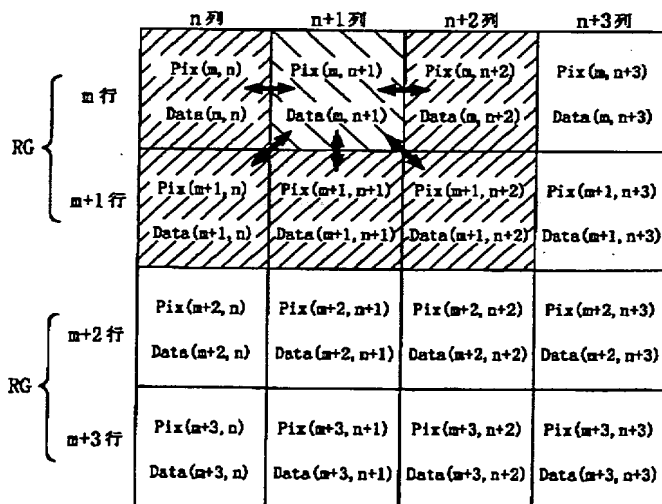 n列 n+1列 n+2列 n+3列
Pix(m, n) Pix(m, n+1) Pix(m, n+2) Pix(m, n+3)
m行
Data(m, n) Data(m, n+1) Data(m, n+2) Data(m, n+3)
RG
Pix(m+1, n) Pix(m+1, n+1) Pix(m+1, n+2) Pix(m+1, n+3)
m+1行
Data(m+1, n) Data(m+1, n+1) Data(m+1, n+2) Data(m+1, n+3)
Pix(m+2, n) Pix(m+2, n+1) Pix(m+2, n+2) Pix(m+2, n+3)
m+2行
Data(m+2, n) Data(m+2, n+1) Data(m+2, n+2) Data(m+2, n+3)
RG
Pix(m+3, n) Pix(m+3, n+1) Pix(m+3, n+2) Pix(m+3, n+3)
m+3行
Data(m+3, n) Data(m+3, n+1) Data(m+3, n+2) Data(m+3, n+3)